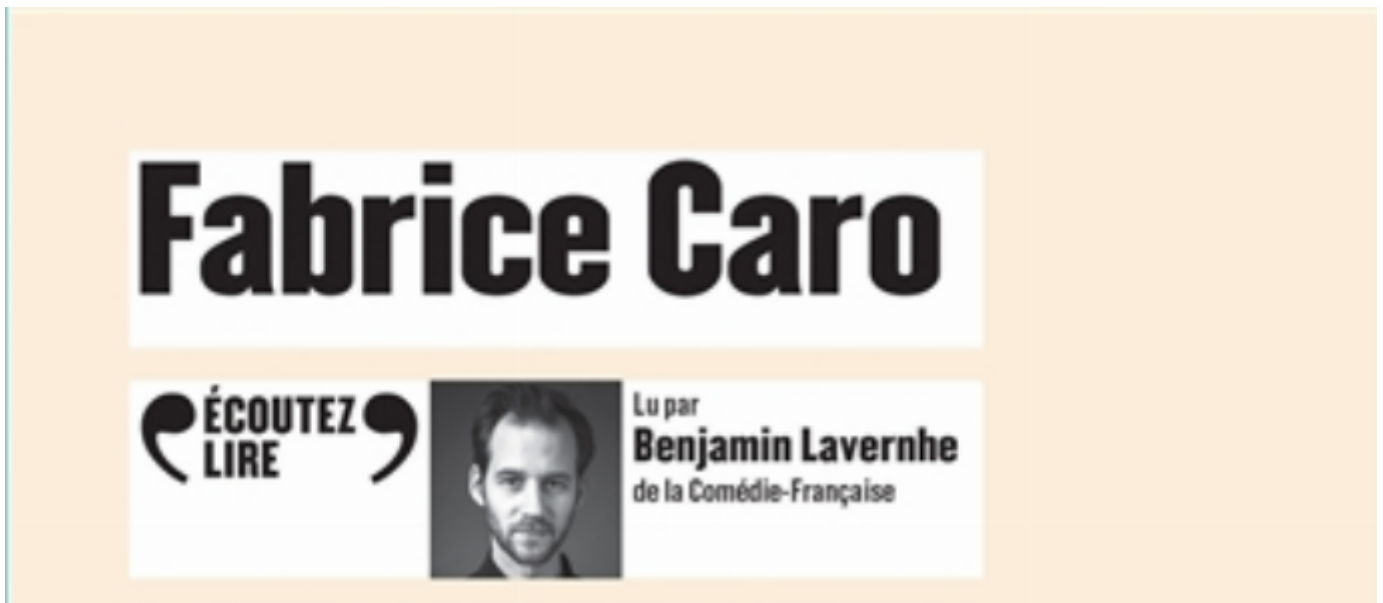 Fabrice Caro
ÉCOUTEZ
LIRE
Lu par
Benjamin Lavernhe
de la Comédie-Française